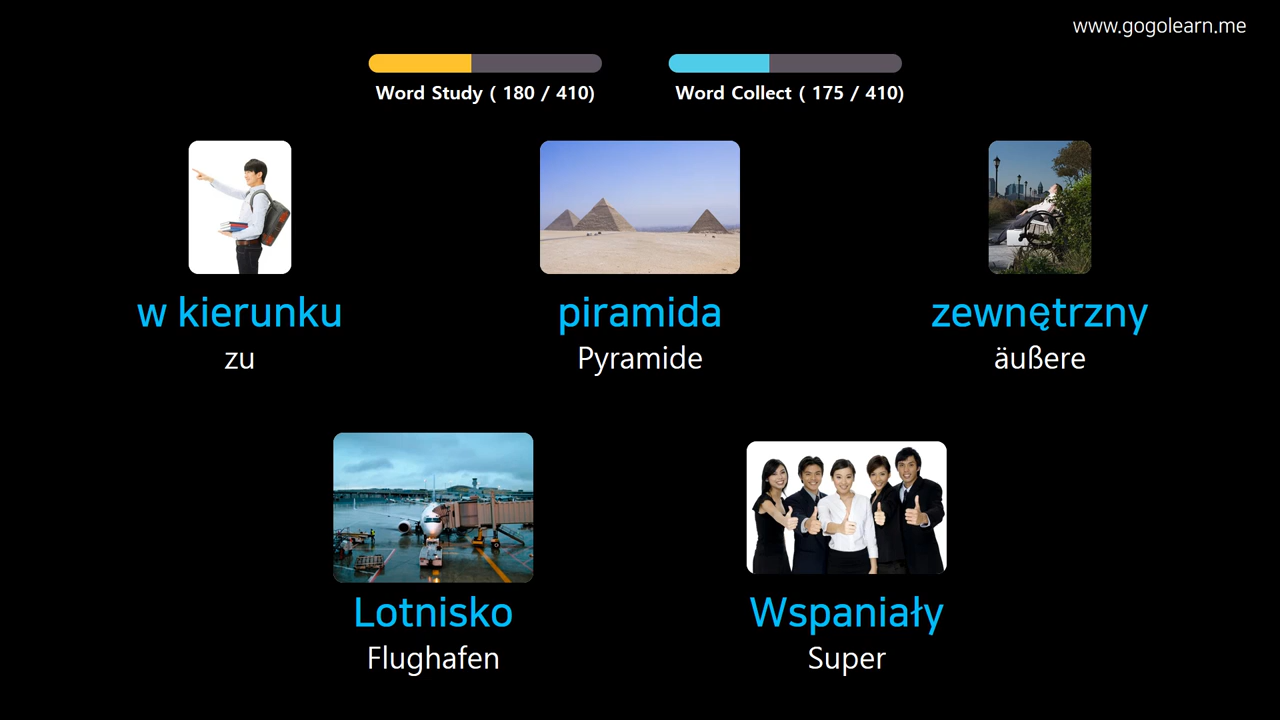 www.gogolearn.me
Word Study ( 180 / 410)
Word Collect ( 175 / 410)
w kierunku
zu
piramida
Pyramide
zewnętrzny
äußere
Lotnisko
Flughafen
Wspaniały
Super